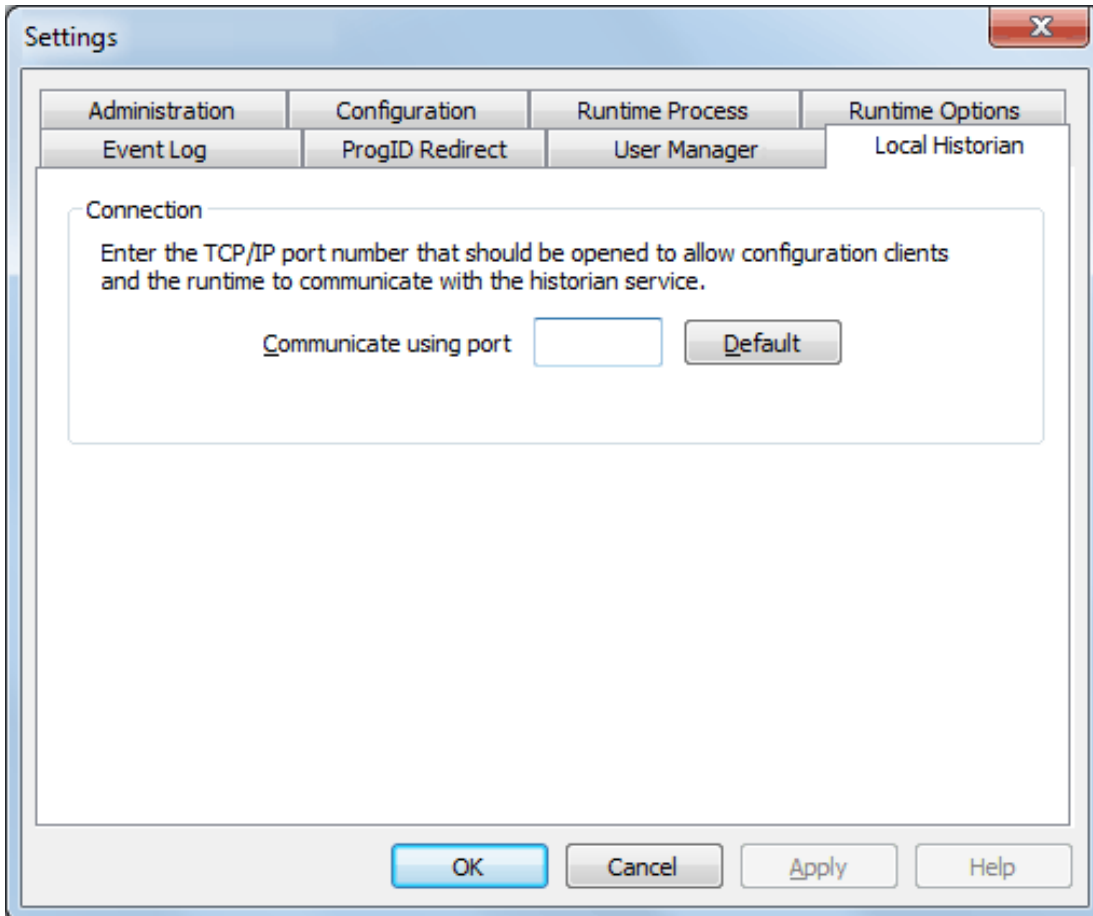 Settings
Administration
Configuration
Runtime Process
Runtime Options
Event Log
ProgID Redirect
User Manager
Local Historian
Connection
Enter the TCP/IP port number that should be opened to allow configuration clients
and the runtime to communicate with the historian service.
Communicate using port
Default
OK
Cancel
Apply
Help